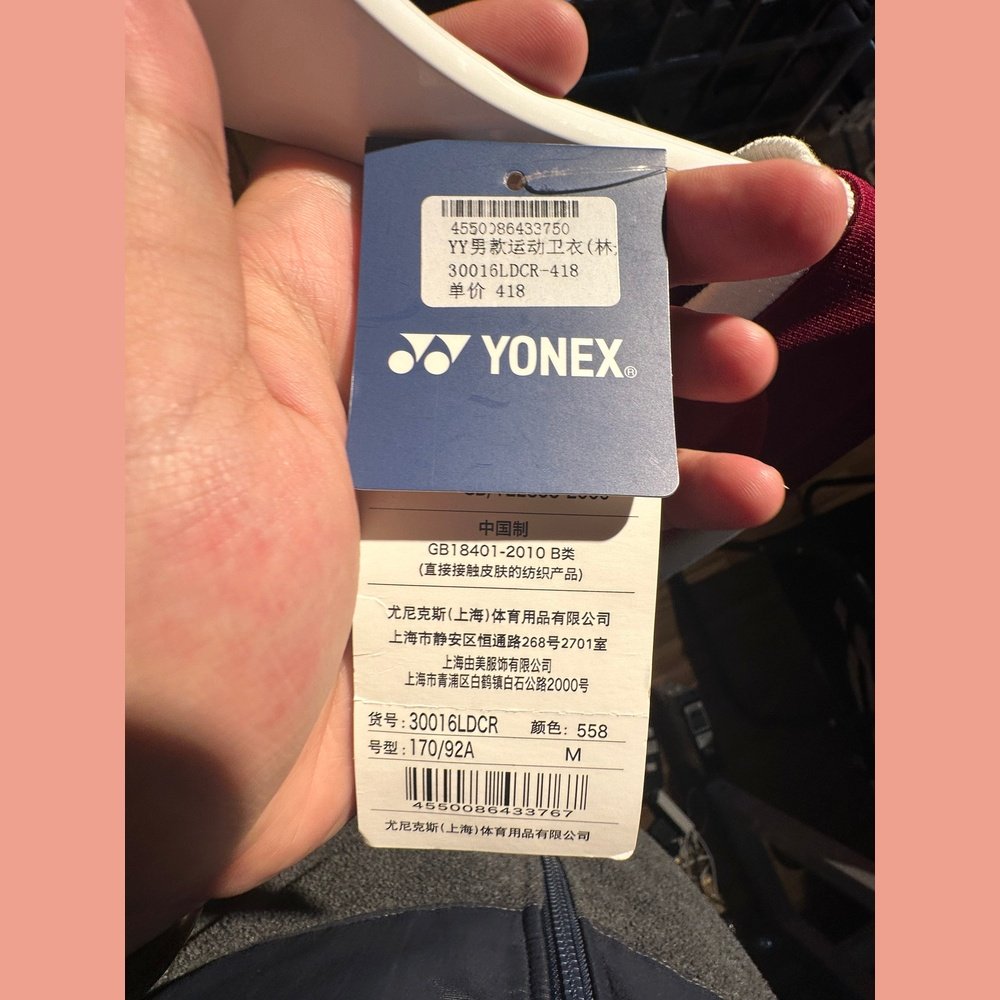 4550086433750
YY男款运动卫衣(林
30016LDCR-418
单价 418
YONEX®
中国制
GB18401-2010 B类
(直接接触皮肤的纺织产品)
尤尼克斯(上海)体育用品有限公司
上海市静安区恒通路268号2701室
上海由美服饰有限公司
上海市青浦区白鹤镇白石公路2000号
货号:30016LDCR 颜色: 558
号型:170/92A M
4550086433767
尤尼克斯(上海)体育用品有限公司